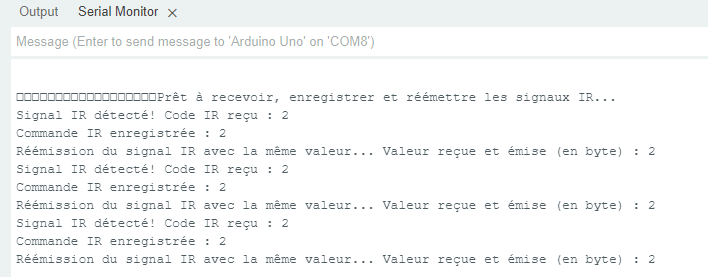 Output Serial Monitor
Message (Enter to send message to 'Arduino Uno' on 'COM8')
□□□□□□□□□□□□□□□□□□Prêt à recevoir, enregistrer et réémettre les signaux IR...
Signal IR détecté! Code IR reçu : 2
Commande IR enregistrée : 2
Réémission du signal IR avec la même valeur... Valeur reçue et émise (en byte) : 2
Signal IR détecté! Code IR reçu : 2
Commande IR enregistrée : 2
Réémission du signal IR avec la même valeur... Valeur reçue et émise (en byte) : 2
Signal IR détecté! Code IR reçu : 2
Commande IR enregistrée : 2
Réémission du signal IR avec la même valeur... Valeur reçue et émise (en byte) : 2